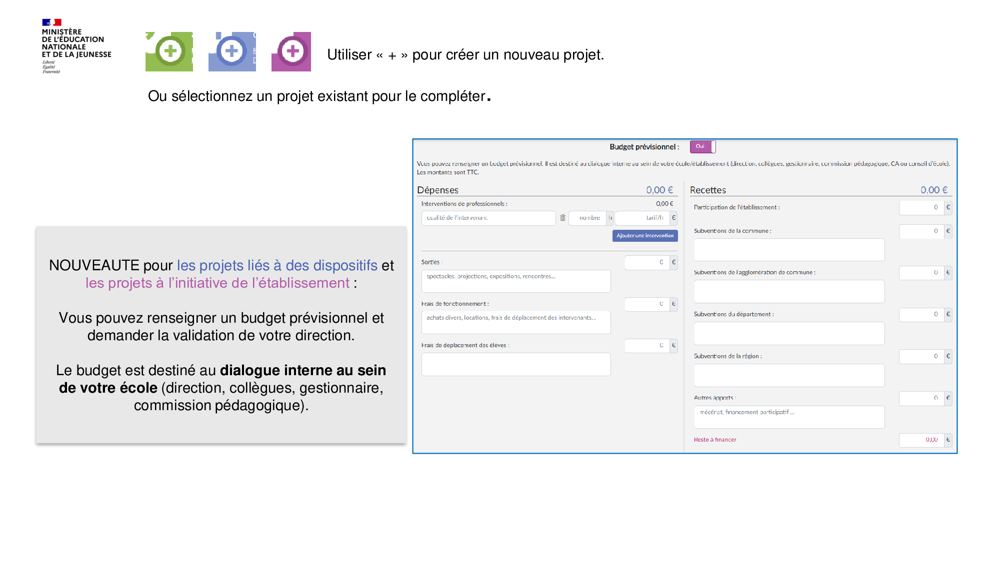 MINISTÈRE
DE L'ÉDUCATION
NATIONALE
ET DE LA JEUNESSE
Liberté
Égalité
Fraternité
Utiliser « + » pour créer un nouveau projet.
Ou sélectionnez un projet existant pour le compléter.
NOUVEAUTE pour les projets liés à des dispositifs et
les projets à l’initiative de l’établissement :
Vous pouvez renseigner un budget prévisionnel et
demander la validation de votre direction.
Le budget est destiné au dialogue interne au sein
de votre école (direction, collègues, gestionnaire,
commission pédagogique).
Budget prévisionnel : Oui
Vous pouvez renseigner un budget prévisionnel. Il est destiné au dialogue interne au sein de votre école/établissement (direction, collègues, gestionnaire, commission pédagogique, CA ou conseil d'école).
Les montants sont TTC.
Dépenses 0,00 €
Interventions de professionnels : 0,00 €
qualité de l'intervenant nombre h tarif/h €
Ajouter une intervention
Sorties : 0 €
spectacles, projections, expositions, rencontres...
Frais de fonctionnement : 0 €
achats divers, locations, frais de déplacement des intervenants...
Frais de déplacement des élèves : 0 €
Recettes 0,00 €
Participation de l'établissement : 0 €
Subventions de la commune : 0 €
Subventions de l'agglomération de commune : 0 €
Subventions du département : 0 €
Subventions de la région : 0 €
Autres apports : 0 €
mécénat, financement participatif ...
Reste à financer 0,00 €